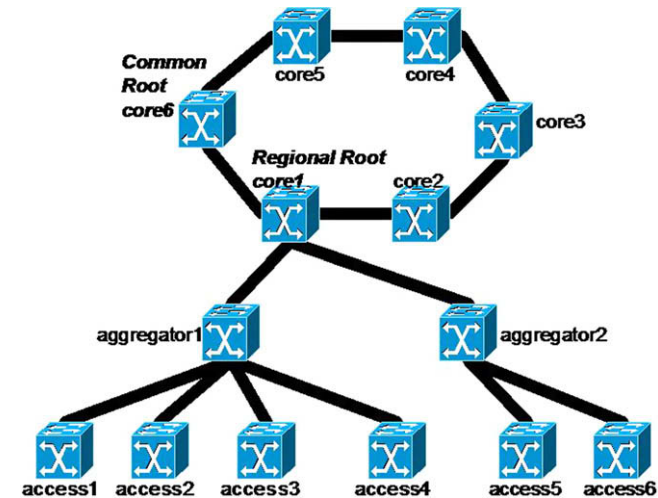 core5
core4
Common
Root
core6
core3
Regional Root
core1
core2
aggregator1
aggregator2
access1
access2
access3
access4
access5
access6